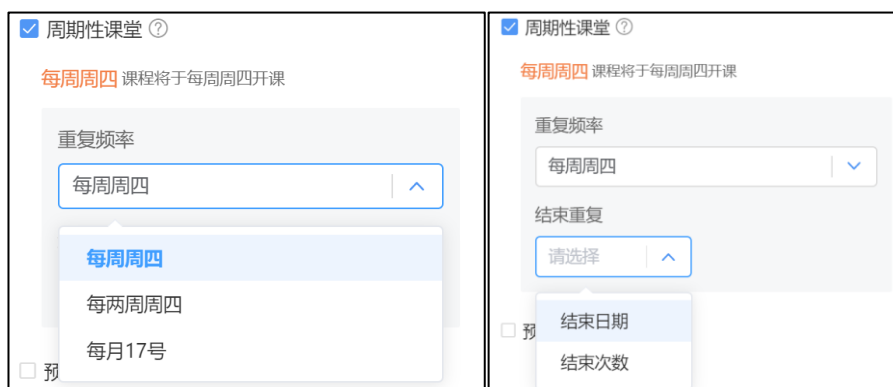 周期性课堂
每周周四 课程将于每周周四开课
重复频率
每周周四
每周周四
每两周周四
每月17号
预
周期性课堂
每周周四 课程将于每周周四开课
重复频率
每周周四
结束重复
请选择
结束日期
预
结束次数